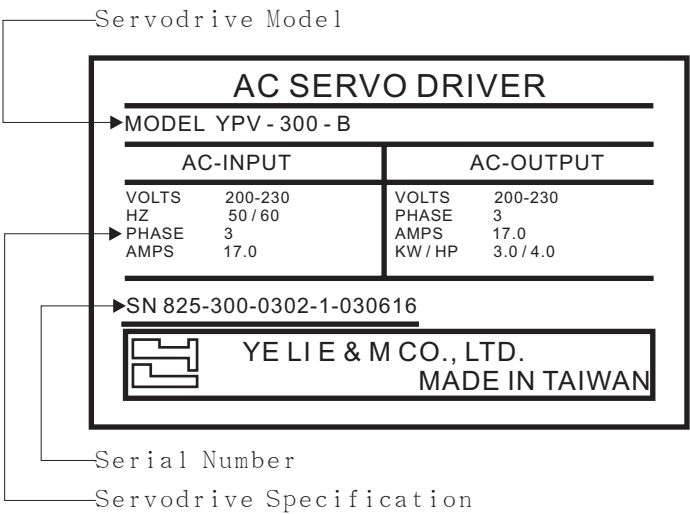 Servodrive Model
AC SERVO DRIVER
MODEL YPV - 300 - B
AC-INPUT
VOLTS 200-230
HZ 50 / 60
PHASE 3
AMPS 17.0
AC-OUTPUT
VOLTS 200-230
PHASE 3
AMPS 17.0
KW / HP 3.0 / 4.0
SN 825-300-0302-1-030616
YE LI E & M CO., LTD.
MADE IN TAIWAN
Serial Number
Servodrive Specification